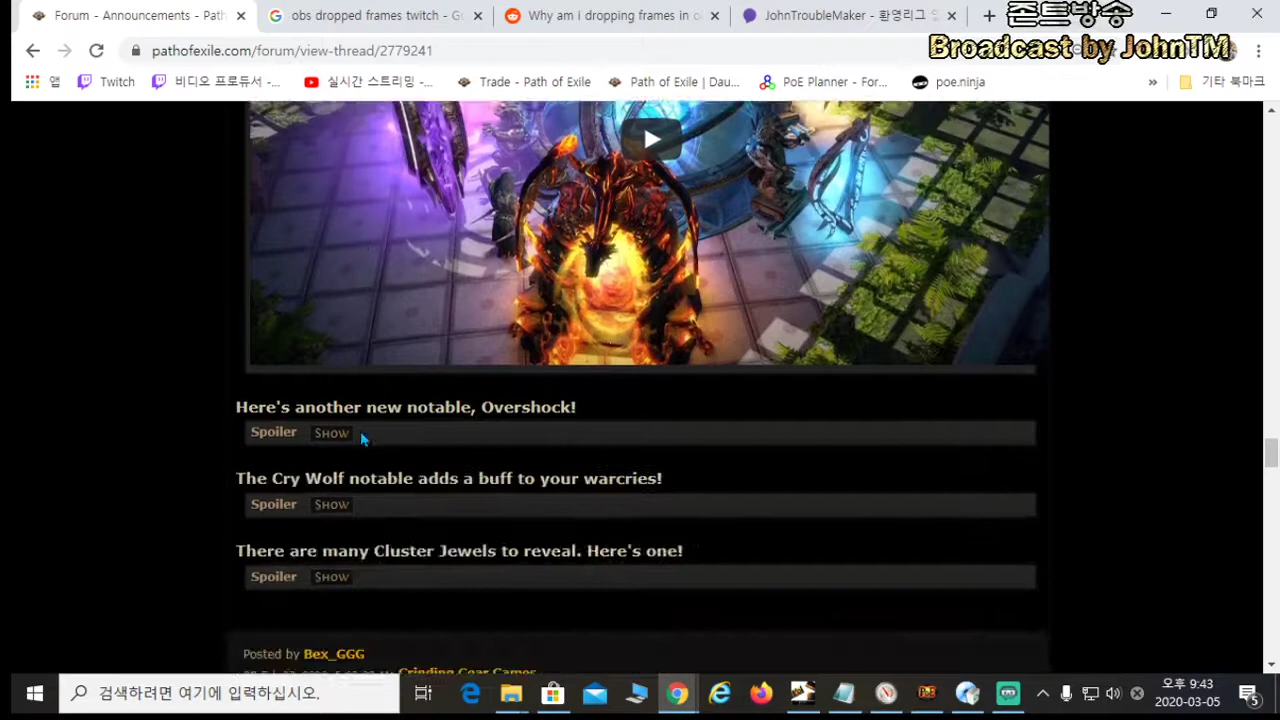 Forum - Announcements - Path
obs dropped frames twitch - G
Why am i dropping frames in o
JohnTroubleMaker - 환영리그
존트방송
Broadcast by JohnTM
pathofexile.com/forum/view-thread/2779241
앱
Twitch
비디오 프로듀서 -...
실시간 스트리밍 -...
Trade - Path of Exile
Path of Exile | Dau...
PoE Planner - For...
poe.ninja
»
기타 북마크
Here's another new notable, Overshock!
Spoiler SHOW
The Cry Wolf notable adds a buff to your warcries!
Spoiler SHOW
There are many Cluster Jewels to reveal. Here's one!
Spoiler SHOW
Posted by Bex_GGG
Grinding Gear Games
검색하려면 여기에 입력하십시오.
오후 9:43
2020-03-05
5